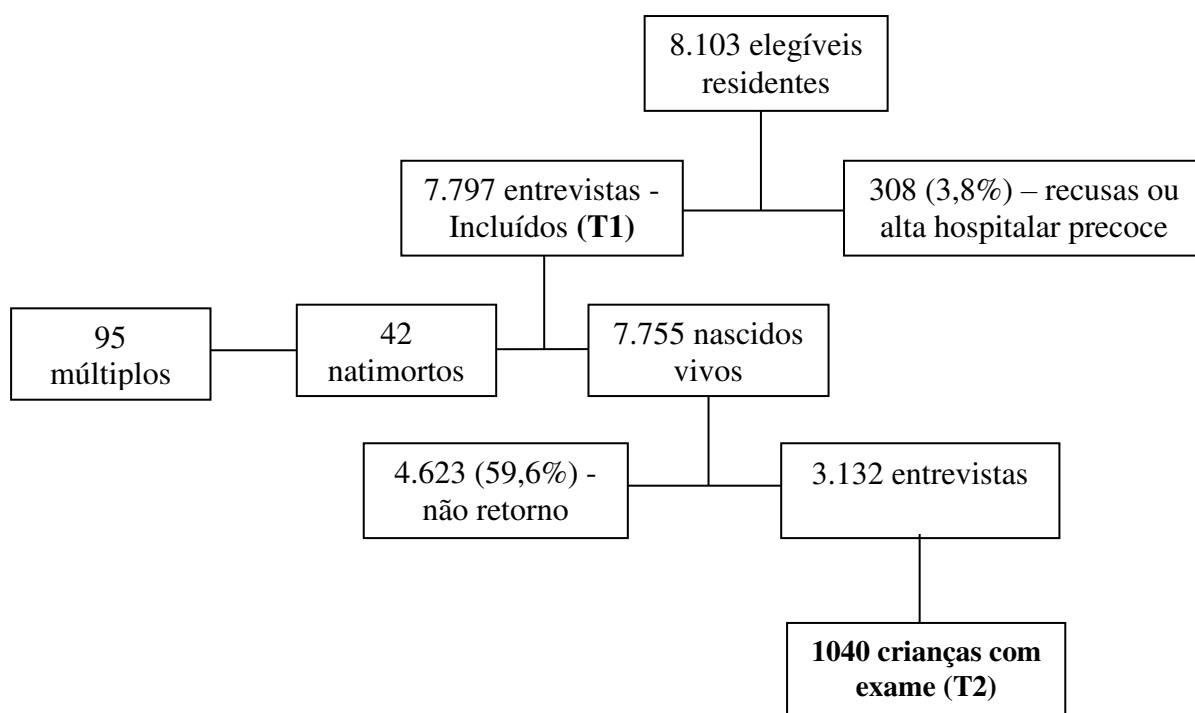 8.103 elegíveis
residentes
7.797 entrevistas -
Incluídos (T1)
308 (3,8%) – recusas ou
alta hospitalar precoce
95
múltiplos
42
natimortos
7.755 nascidos
vivos
4.623 (59,6%) -
não retorno
3.132 entrevistas
1040 crianças com
exame (T2)